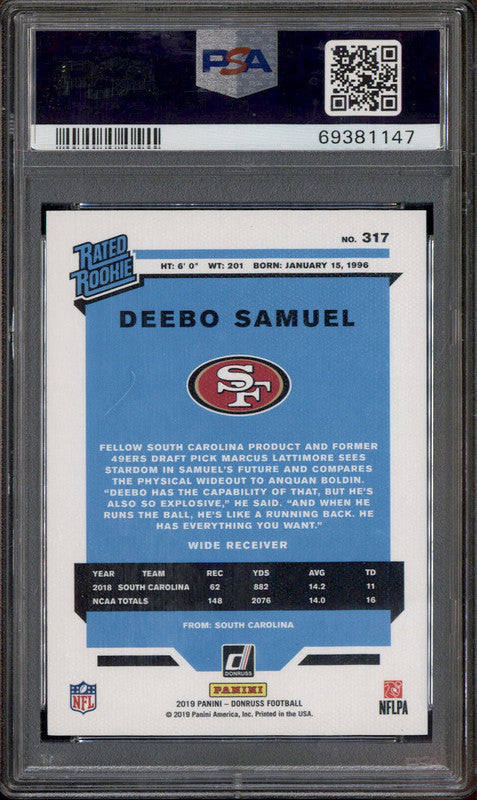 PSA
69381147
RATED
ROOKIE
NO. 317
HT: 6' 0" WT: 201 BORN: JANUARY 15, 1996
DEEBO SAMUEL
SF
FELLOW SOUTH CAROLINA PRODUCT AND FORMER
49ERS DRAFT PICK MARCUS LATTIMORE SEES
STARDOM IN SAMUEL'S FUTURE AND COMPARES
THE PHYSICAL WIDEOUT TO ANQUAN BOLDIN.
"DEEBO HAS THE CAPABILITY OF THAT, BUT HE'S
ALSO SO EXPLOSIVE," HE SAID. "AND WHEN HE
RUNS THE BALL, HE'S LIKE A RUNNING BACK. HE
HAS EVERYTHING YOU WANT."
WIDE RECEIVER
YEAR TEAM REC YDS AVG TD
2018 SOUTH CAROLINA 62 882 14.2 11
NCAA TOTALS 148 2076 14.0 16
FROM: SOUTH CAROLINA
d
DONRUSS
PANINI
NFL
NFLPA
2019 PANINI – DONRUSS FOOTBALL
© 2019 Panini America, Inc. Printed in the USA.